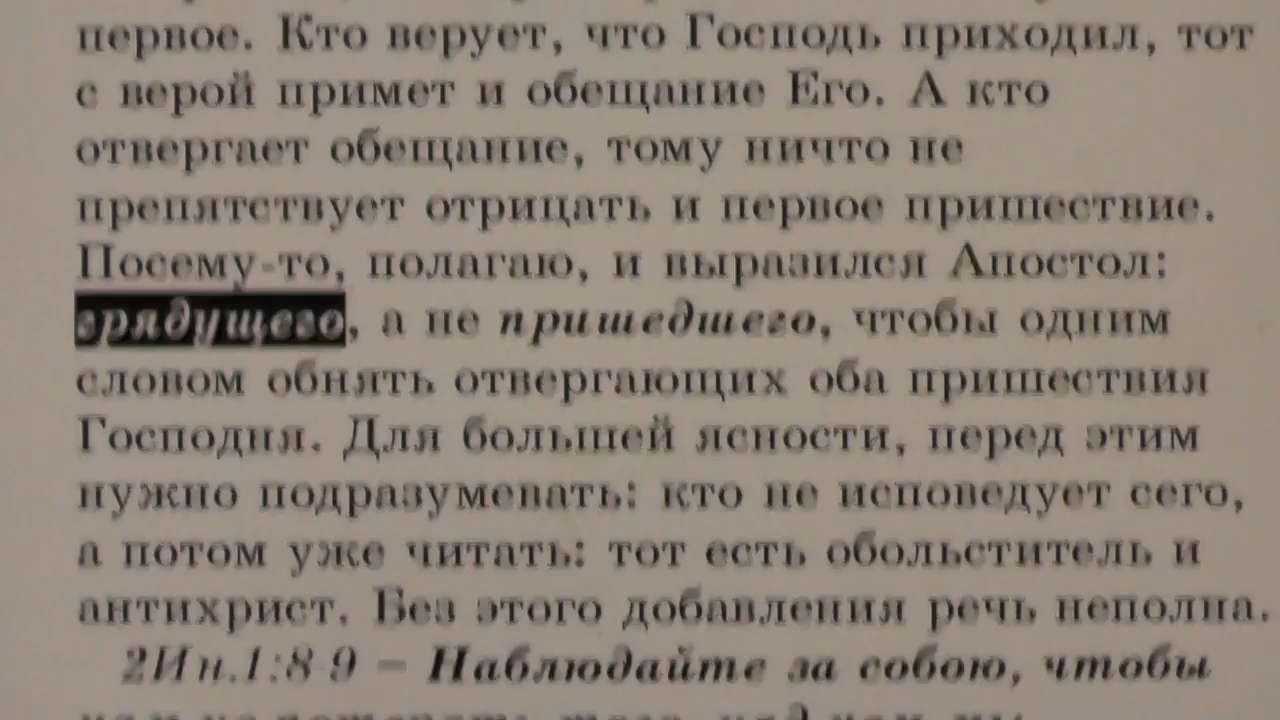 первое. Кто верует, что Господь приходил, тот
с верой примет и обещание Его. А кто
отвергает обещание, тому ничто не
препятствует отрицать и первое пришествие.
Посему-то, полагаю, и выразился Апостол:
грядущего, а не пришедшего, чтобы одним
словом обнять отвергающих оба пришествия
Господня. Для большей ясности, перед этим
нужно подразумевать: кто не исповедует сего,
а потом уже читать: тот есть обольститель и
антихрист. Без этого добавления речь неполна.
2Ин.1:8-9 – Наблюдайте за собою, чтобы